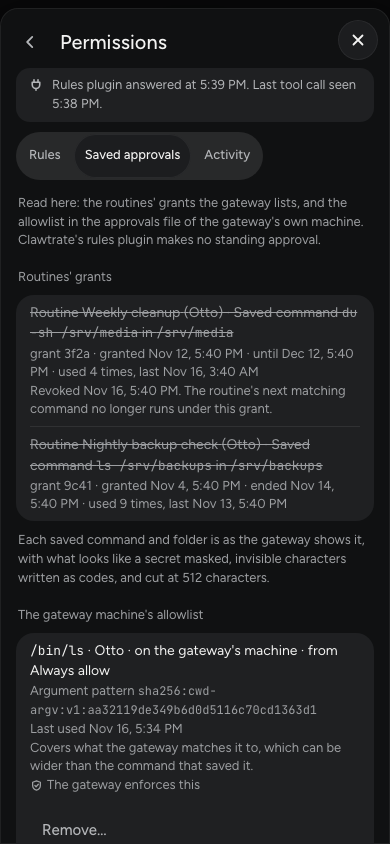 Permissions
Rules plugin answered at 5:39 PM. Last tool call seen
5:38 PM.
Rules
Saved approvals
Activity
Read here: the routines' grants the gateway lists, and the
allowlist in the approvals file of the gateway's own machine.
Clawtrate's rules plugin makes no standing approval.
Routines' grants
Routine Weekly cleanup (Otto) · Saved command du
-sh /srv/media in /srv/media
grant 3f2a · granted Nov 12, 5:40 PM · until Dec 12, 5:40
PM · used 4 times, last Nov 16, 3:40 AM
Revoked Nov 16, 5:40 PM. The routine's next matching
command no longer runs under this grant.
Routine Nightly backup check (Otto) · Saved
command ls /srv/backups in /srv/backups
grant 9c41 · granted Nov 4, 5:40 PM · ended Nov 14,
5:40 PM · used 9 times, last Nov 13, 5:40 PM
Each saved command and folder is as the gateway shows it,
with what looks like a secret masked, invisible characters
written as codes, and cut at 512 characters.
The gateway machine's allowlist
/bin/ls · Otto · on the gateway's machine · from
Always allow
Argument pattern sha256:cwd-
argv:v1:aa32119de349b6d0d5116c70cd1363d1
Last used Nov 16, 5:34 PM
Covers what the gateway matches it to, which can be
wider than the command that saved it.
The gateway enforces this
Remove...